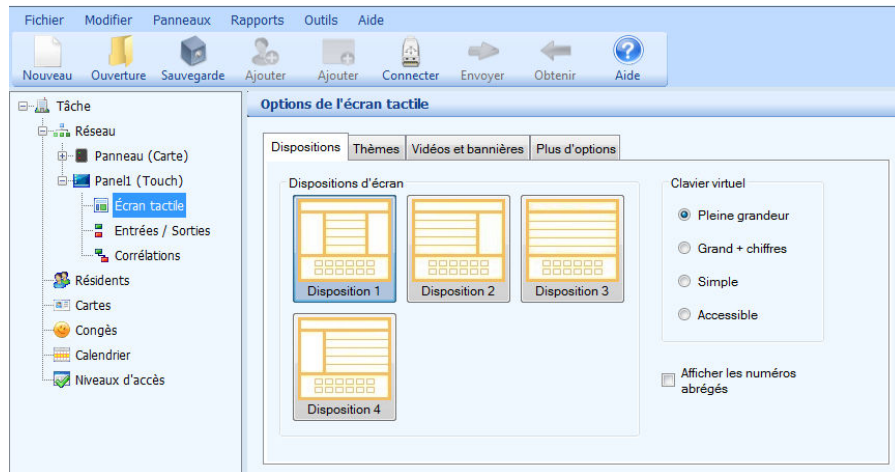 Fichier Modifier Panneaux Rapports Outils Aide
Nouveau Ouverture Sauvegarde Ajouter Ajouter Connecter Envoyer Obtenir Aide
Tâche
Réseau
Panneau (Carte)
Panel1 (Touch)
Écran tactile
Entrées / Sorties
Corrélations
Résidents
Cartes
Congès
Calendrier
Niveaux d'accès
Options de l'écran tactile
Dispositions Thèmes Vidéos et bannières Plus d'options
Dispositions d'écran
Disposition 1 Disposition 2 Disposition 3
Disposition 4
Clavier virtuel
Pleine grandeur
Grand + chiffres
Simple
Accessible
Afficher les numéros
abrégés